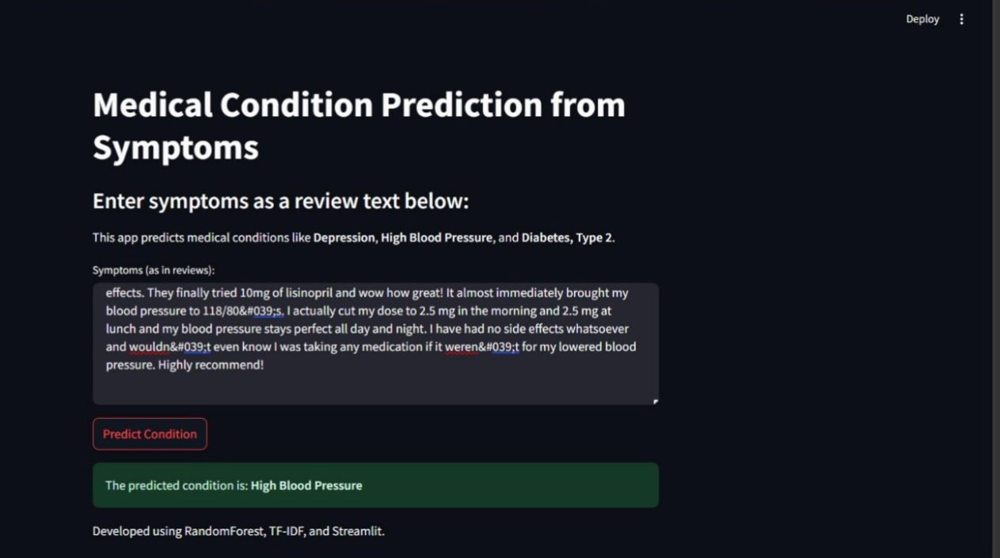 Deploy
Medical Condition Prediction from
Symptoms
Enter symptoms as a review text below:
This app predicts medical conditions like Depression, High Blood Pressure, and Diabetes, Type 2.
Symptoms (as in reviews):
effects. They finally tried 10mg of lisinopril and wow how great! It almost immediately brought my
blood pressure to 118/80&#039;s. I actually cut my dose to 2.5 mg in the morning and 2.5 mg at
lunch and my blood pressure stays perfect all day and night. I have had no side effects whatsoever
and wouldn&#039;t even know I was taking any medication if it weren&#039;t for my lowered blood
pressure. Highly recommend!
Predict Condition
The predicted condition is: High Blood Pressure
Developed using RandomForest, TF-IDF, and Streamlit.